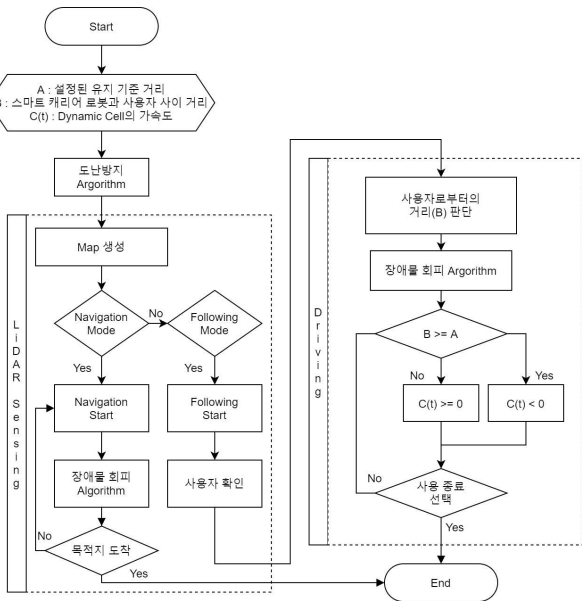 Start
A : 설정된 유지 기준 거리
B : 스마트 캐리어 로봇과 사용자 사이 거리
C(t) : Dynamic Cell의 가속도
도난방지
Argorithm
LiDAR Sensing
Map 생성
Navigation
Mode
No
Following
Mode
Yes
Yes
Navigation
Start
Following
Start
장애물 회피
Algorithm
사용자 확인
No
목적지 도착
Yes
Driving
사용자로부터의
거리(B) 판단
장애물 회피 Argorithm
B >= A
No
Yes
C(t) >= 0
C(t) < 0
No
사용 종료
선택
Yes
End